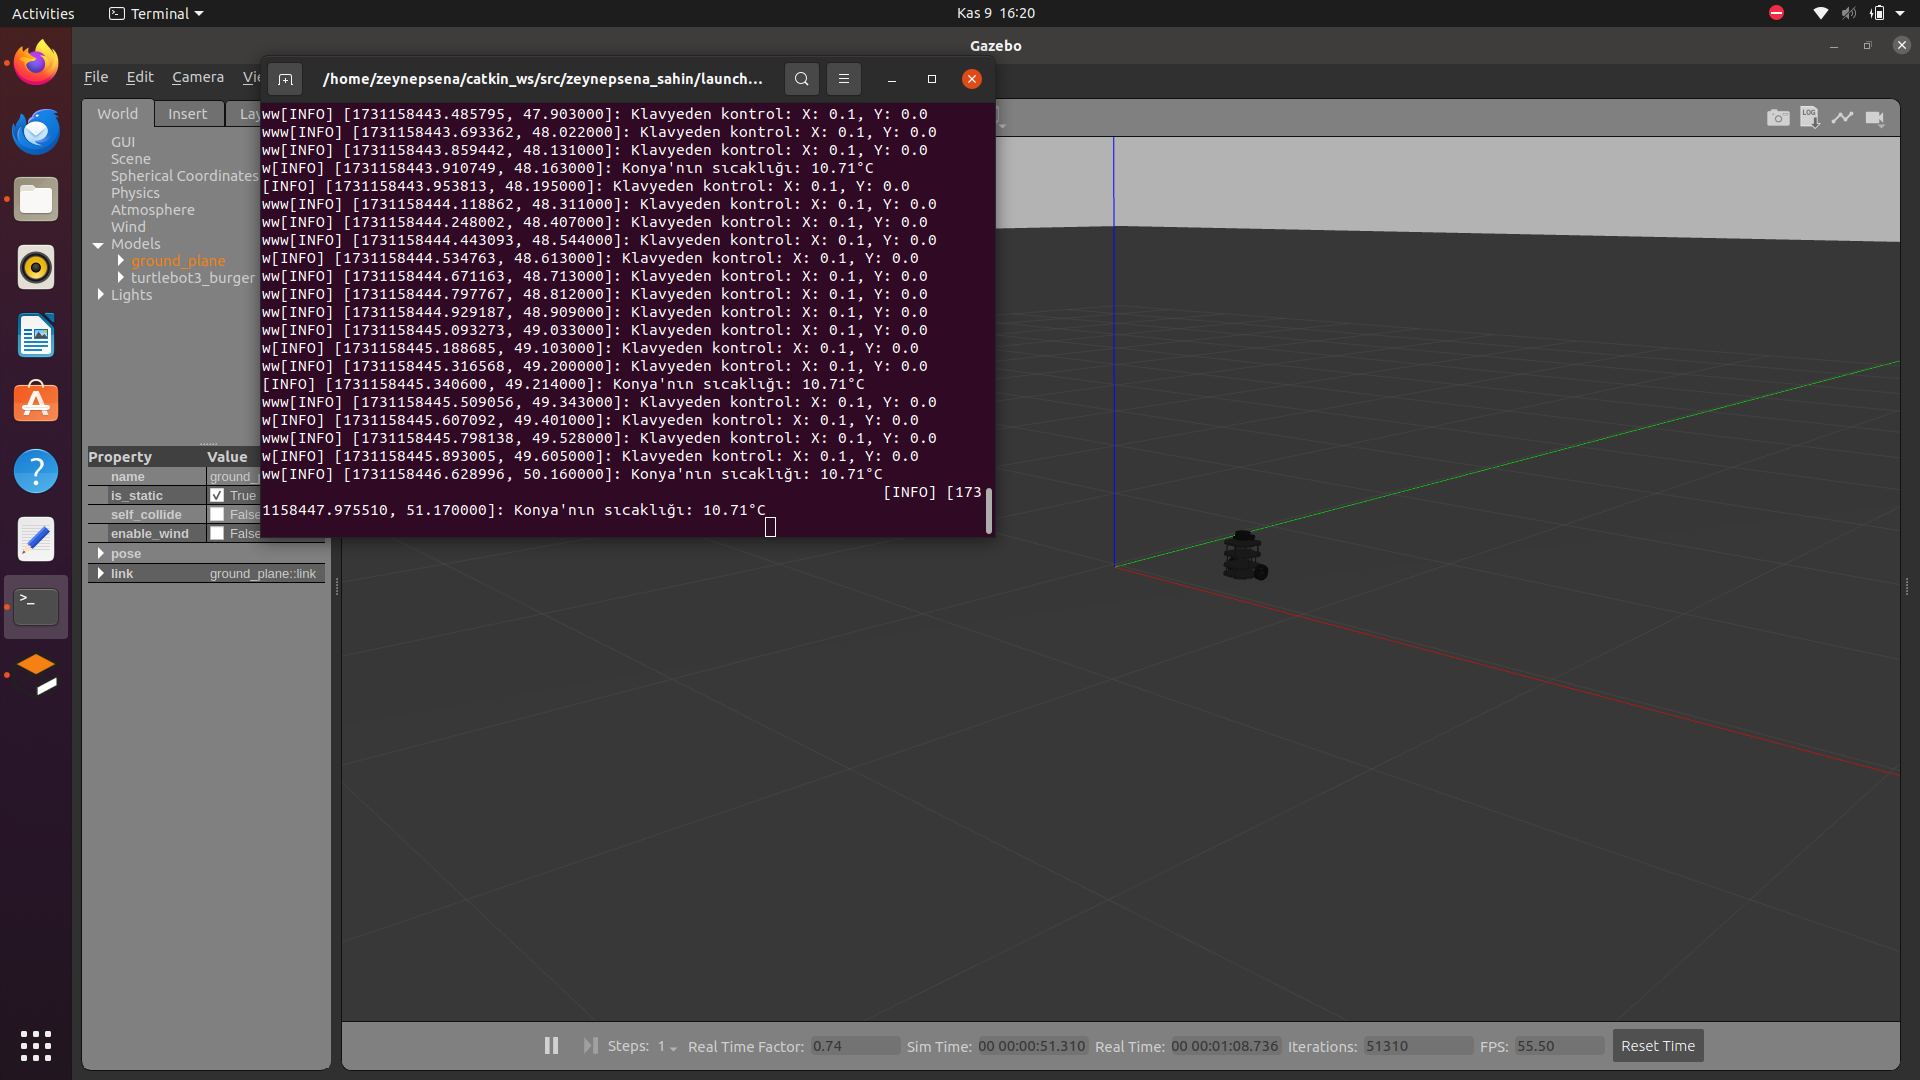 Activities
Terminal
Kas 9 16:20
Gazebo
File Edit Camera Vi
/home/zeynepsena/catkin_ws/src/zeynepsena_sahin/launch...
World Insert La
GUI
Scene
Spherical Coordinates
Physics
Atmosphere
Wind
Models
ground_plane
turtlebot3_burger
Lights
Property Value
name ground_
is_static True
self_collide False
enable_wind False
pose
link ground_plane::link
ww[INFO] [1731158443.485795, 47.903000]: Klavyeden kontrol: X: 0.1, Y: 0.0
www[INFO] [1731158443.693362, 48.022000]: Klavyeden kontrol: X: 0.1, Y: 0.0
ww[INFO] [1731158443.859442, 48.131000]: Klavyeden kontrol: X: 0.1, Y: 0.0
w[INFO] [1731158443.910749, 48.163000]: Konya'nın sıcaklığı: 10.71°C
[INFO] [1731158443.953813, 48.195000]: Klavyeden kontrol: X: 0.1, Y: 0.0
www[INFO] [1731158444.118862, 48.311000]: Klavyeden kontrol: X: 0.1, Y: 0.0
ww[INFO] [1731158444.248002, 48.407000]: Klavyeden kontrol: X: 0.1, Y: 0.0
www[INFO] [1731158444.443093, 48.544000]: Klavyeden kontrol: X: 0.1, Y: 0.0
w[INFO] [1731158444.534763, 48.613000]: Klavyeden kontrol: X: 0.1, Y: 0.0
ww[INFO] [1731158444.671163, 48.713000]: Klavyeden kontrol: X: 0.1, Y: 0.0
ww[INFO] [1731158444.797767, 48.812000]: Klavyeden kontrol: X: 0.1, Y: 0.0
ww[INFO] [1731158444.929187, 48.909000]: Klavyeden kontrol: X: 0.1, Y: 0.0
ww[INFO] [1731158445.093273, 49.033000]: Klavyeden kontrol: X: 0.1, Y: 0.0
w[INFO] [1731158445.188685, 49.103000]: Klavyeden kontrol: X: 0.1, Y: 0.0
ww[INFO] [1731158445.316568, 49.200000]: Klavyeden kontrol: X: 0.1, Y: 0.0
[INFO] [1731158445.340600, 49.214000]: Konya'nın sıcaklığı: 10.71°C
www[INFO] [1731158445.509056, 49.343000]: Klavyeden kontrol: X: 0.1, Y: 0.0
w[INFO] [1731158445.607092, 49.401000]: Klavyeden kontrol: X: 0.1, Y: 0.0
www[INFO] [1731158445.798138, 49.528000]: Klavyeden kontrol: X: 0.1, Y: 0.0
w[INFO] [1731158445.893005, 49.605000]: Klavyeden kontrol: X: 0.1, Y: 0.0
ww[INFO] [1731158446.628996, 50.160000]: Konya'nın sıcaklığı: 10.71°C
[INFO] [173
1158447.975510, 51.170000]: Konya'nın sıcaklığı: 10.71°C
LOG
Steps: 1 Real Time Factor: 0.74 Sim Time: 00 00:00:51.310 Real Time: 00 00:01:08.736 Iterations: 51310 FPS: 55.50 Reset Time